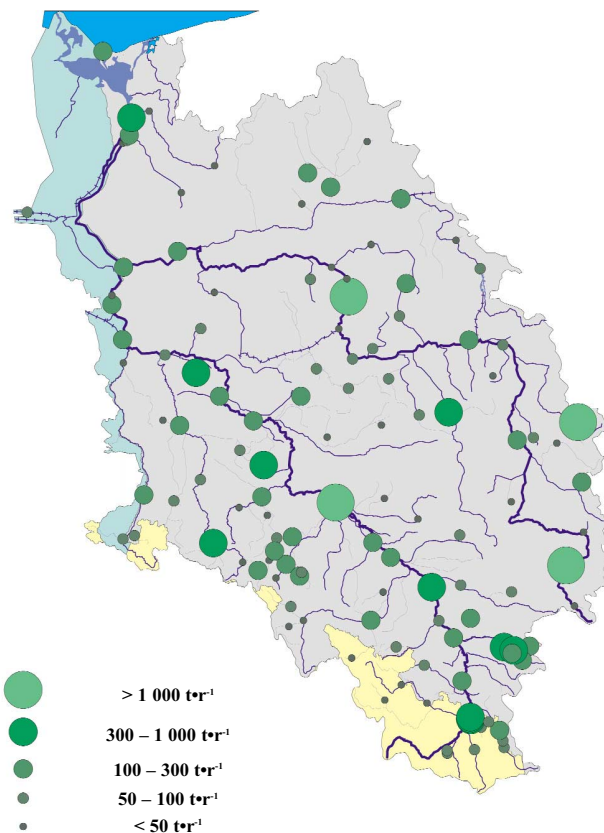 > 1 000 t•r⁻¹
300 – 1 000 t•r⁻¹
100 – 300 t•r⁻¹
50 – 100 t•r⁻¹
< 50 t•r⁻¹